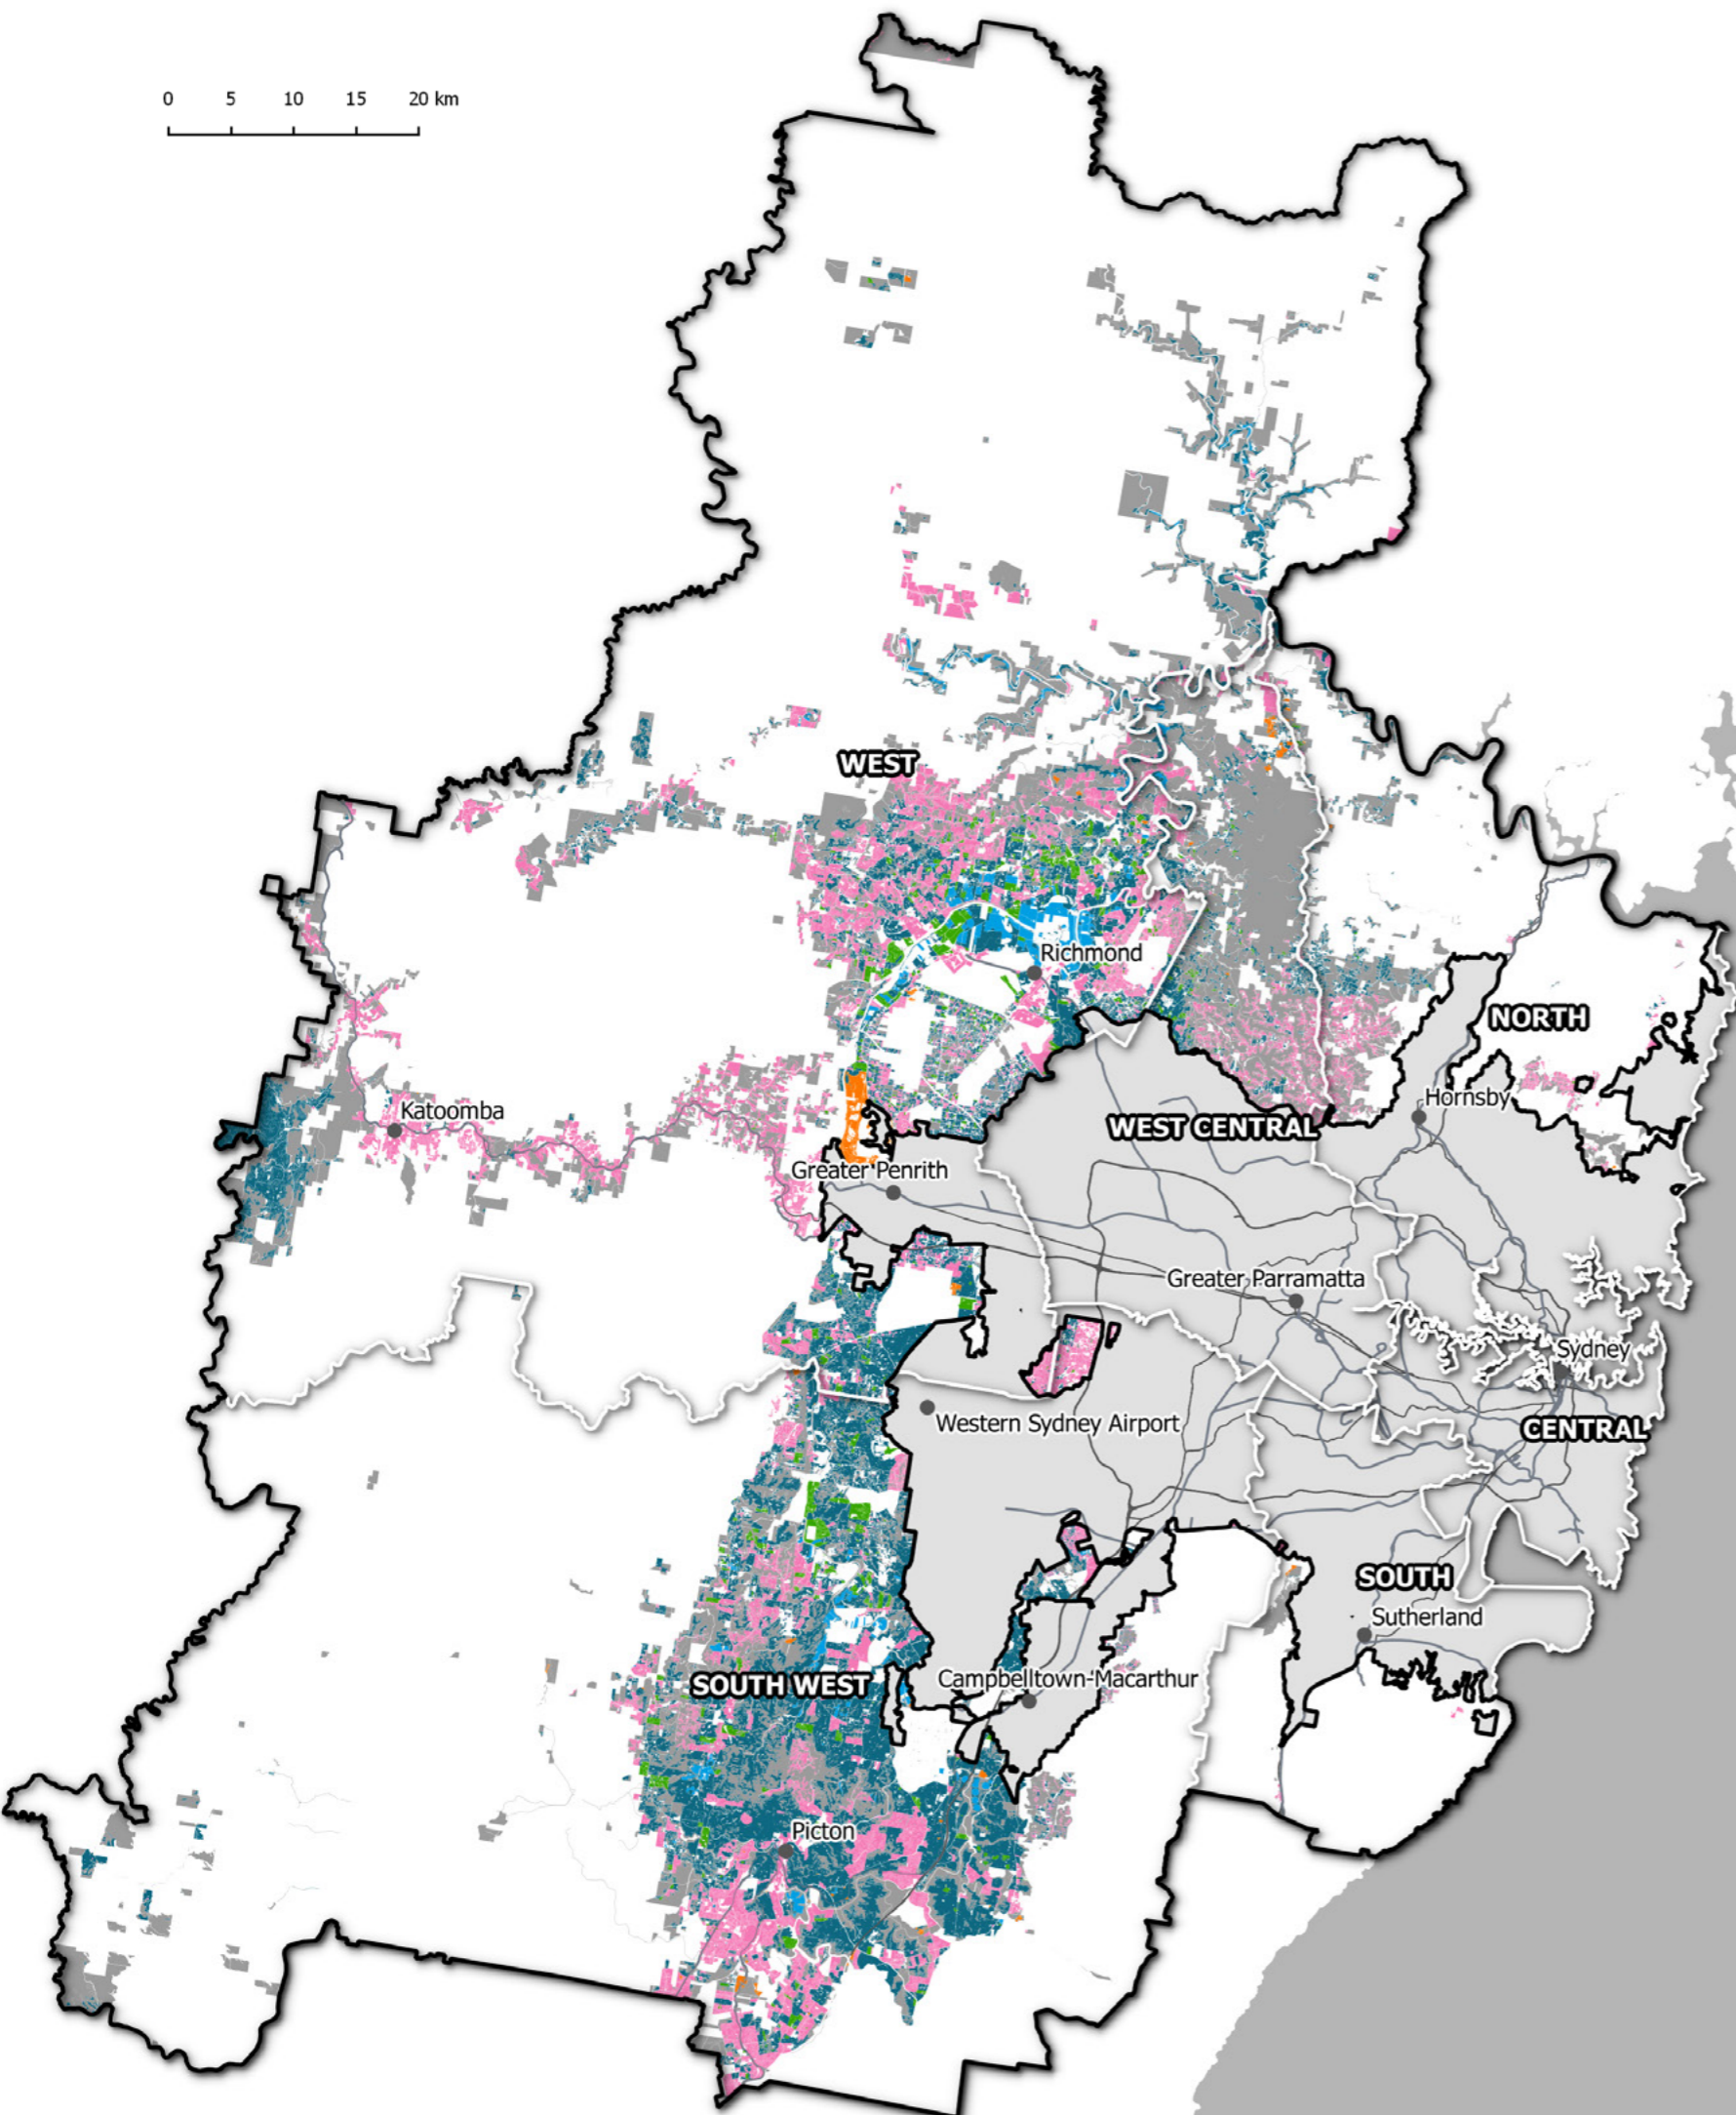 0 5 10 15 20 km
WEST
Richmond
NORTH
Katoomba
Hornsby
WEST CENTRAL
Greater Penrith
Greater Parramatta
Sydney
Western Sydney Airport
CENTRAL
SOUTH
Sutherland
SOUTH WEST
Campbelltown-Macarthur
Picton